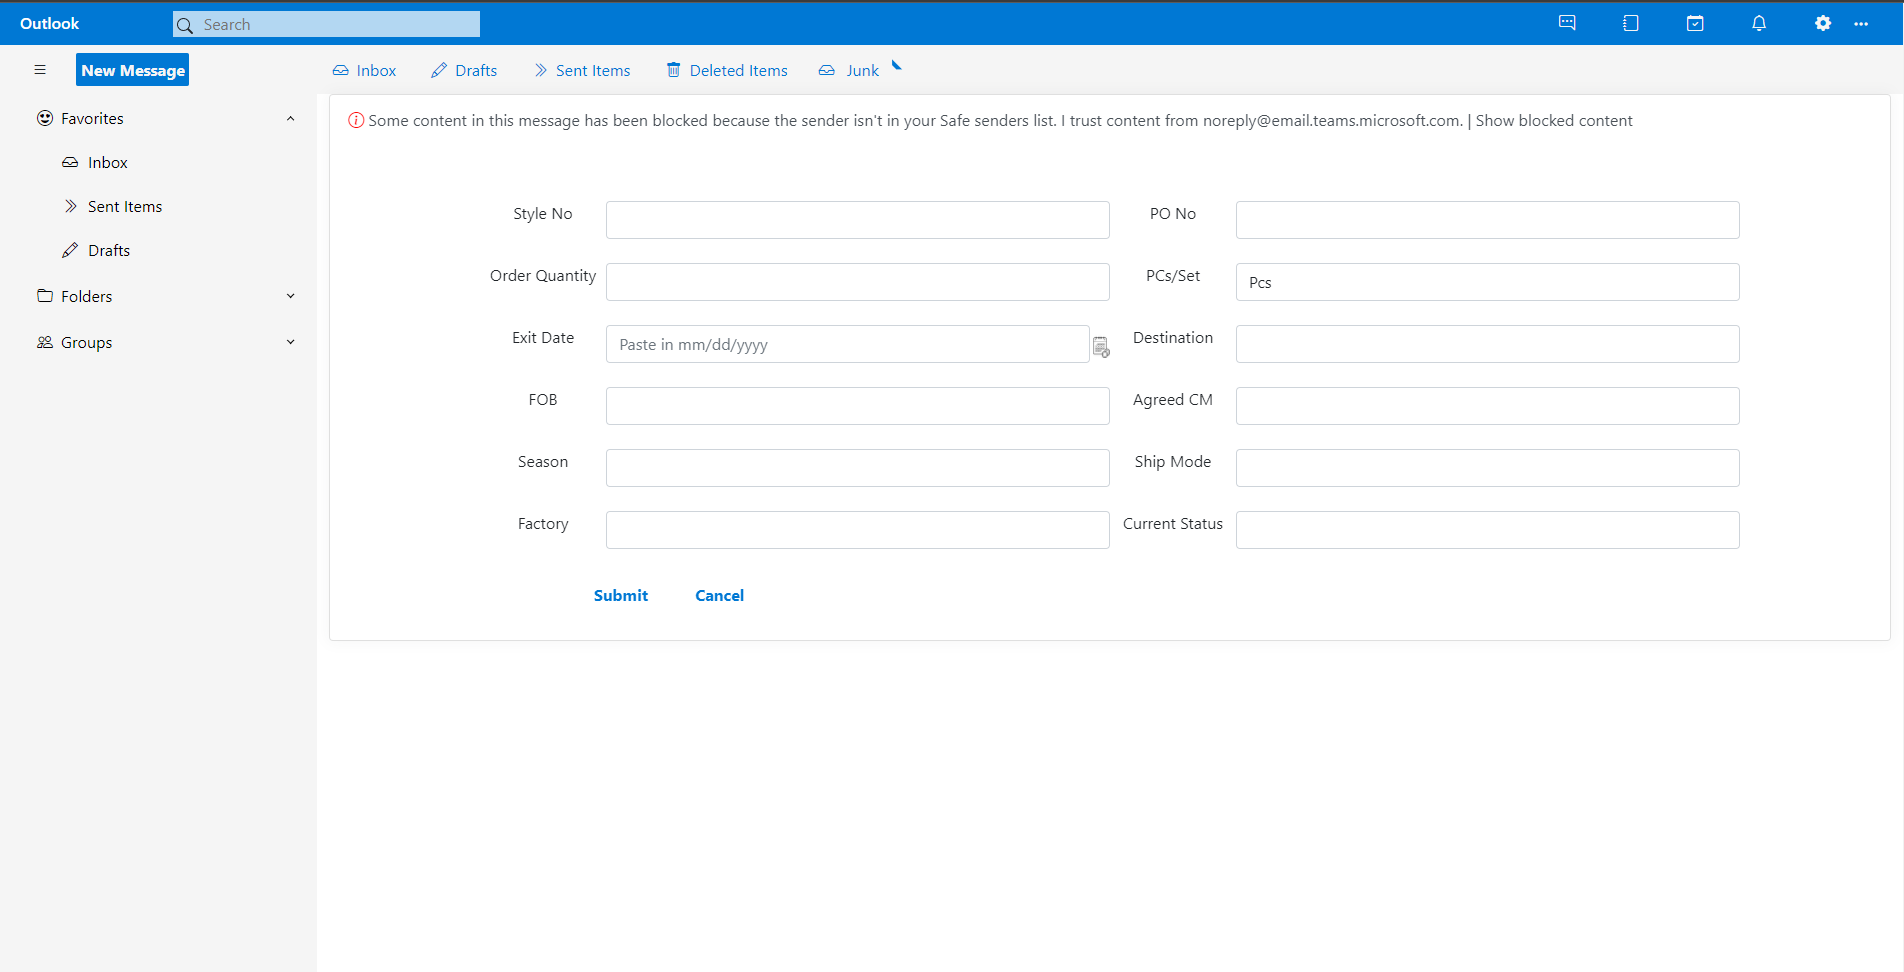 Outlook
Search
New Message
Inbox
Drafts
Sent Items
Deleted Items
Junk
Favorites
Inbox
Sent Items
Drafts
Folders
Groups
Some content in this message has been blocked because the sender isn't in your Safe senders list. I trust content from noreply@email.teams.microsoft.com. | Show blocked content
Style No
PO No
Order Quantity
PCs/Set
Pcs
Exit Date
Paste in mm/dd/yyyy
Destination
FOB
Agreed CM
Season
Ship Mode
Factory
Current Status
Submit
Cancel